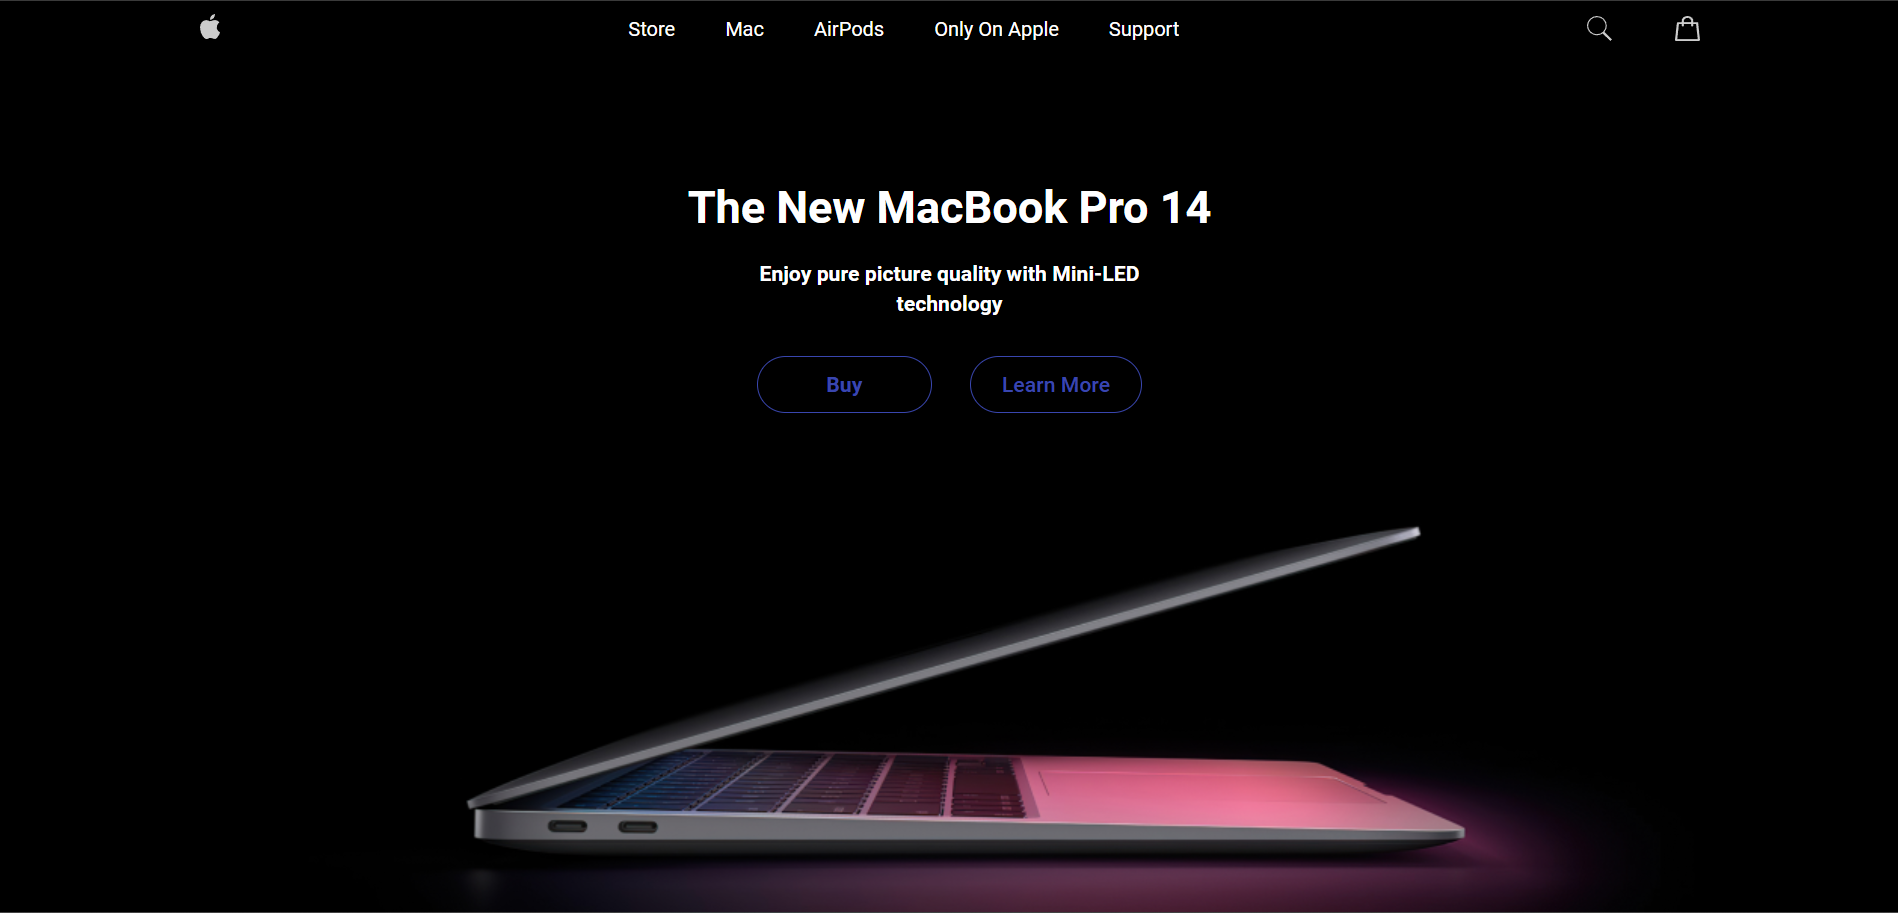 Store Mac AirPods Only On Apple Support
The New MacBook Pro 14
Enjoy pure picture quality with Mini-LED
technology
Buy Learn More